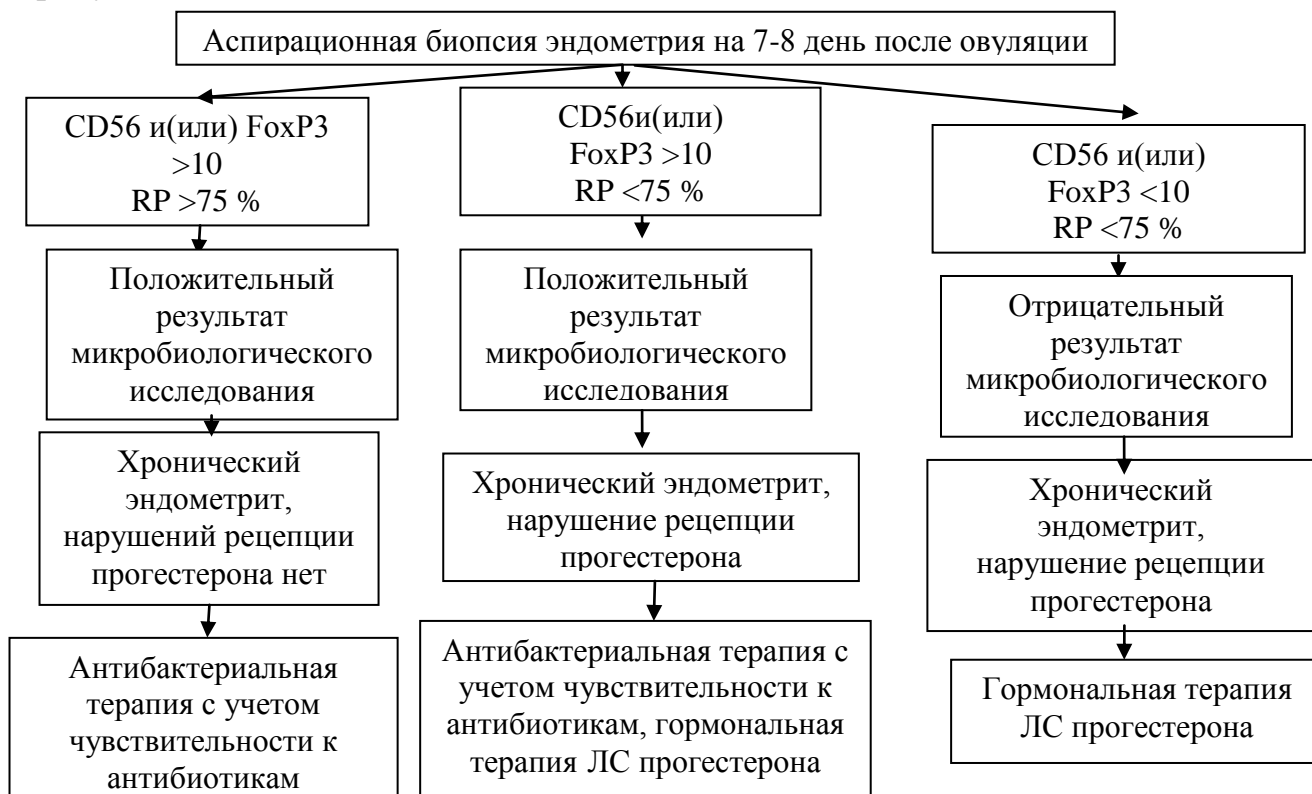 Аспирационная биопсия эндометрия на 7-8 день после овуляции
CD56 и(или) FoxP3
>10
RP >75 %
Положительный
результат
микробиологического
исследования
Хронический
эндометрит,
нарушений рецепции
прогестерона нет
Антибактериальная
терапия с учетом
чувствительности к
антибиотикам
CD56и(или)
FoxP3 >10
RP <75 %
Положительный
результат
микробиологического
исследования
Хронический эндометрит,
нарушение рецепции
прогестерона
Антибактериальная терапия с
учетом чувствительности к
антибиотикам, гормональная
терапия ЛС прогестерона
CD56 и(или)
FoxP3 <10
RP <75 %
Отрицательный
результат
микробиологического
исследования
Хронический
эндометрит,
нарушение рецепции
прогестерона
Гормональная терапия
ЛС прогестерона